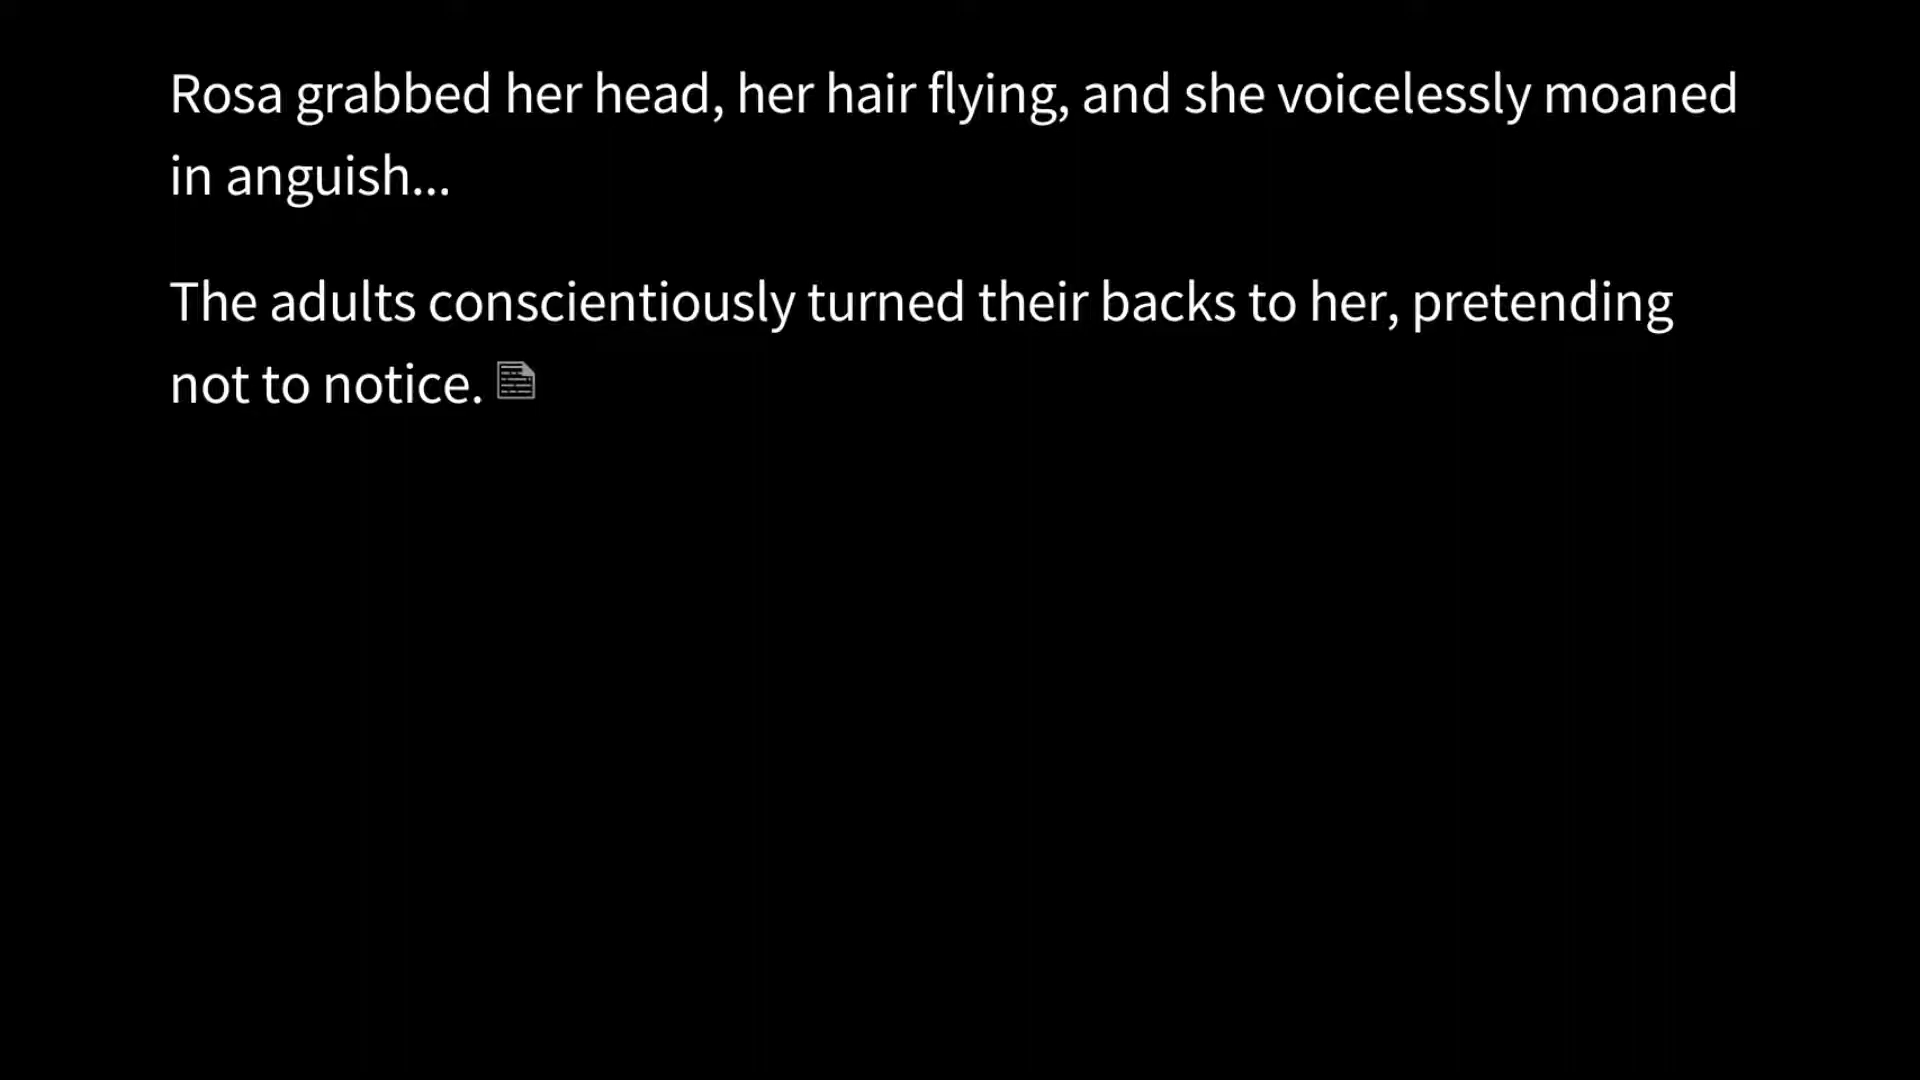 Rosa grabbed her head, her hair flying, and she voicelessly moaned
in anguish...
The adults conscientiously turned their backs to her, pretending
not to notice.